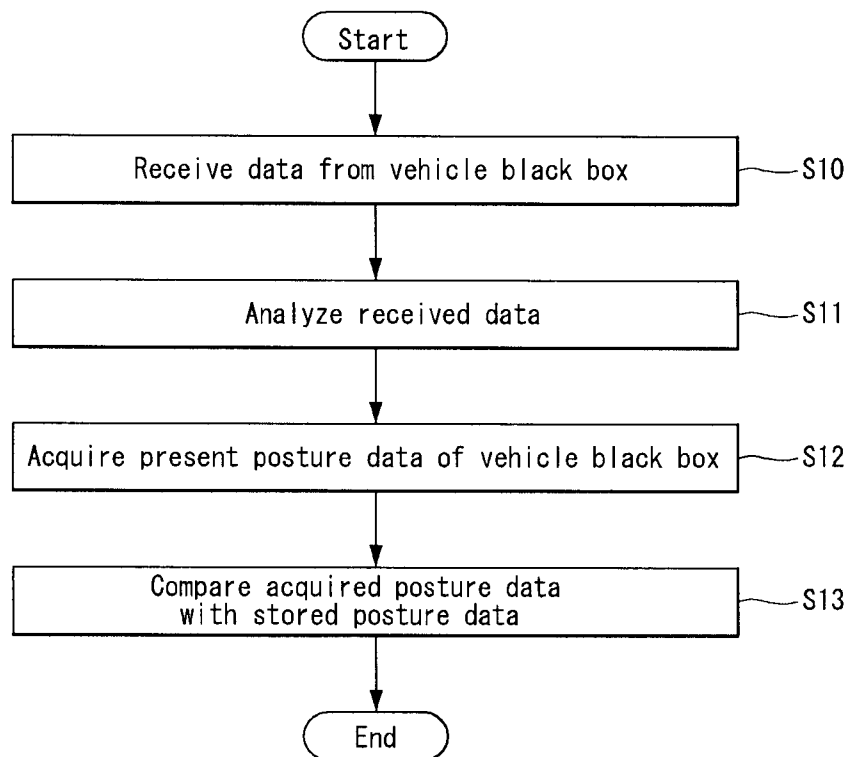 Start
Receive data from vehicle black box
S10
Analyze received data
S11
Acquire present posture data of vehicle black box
S12
Compare acquired posture data
with stored posture data
S13
End